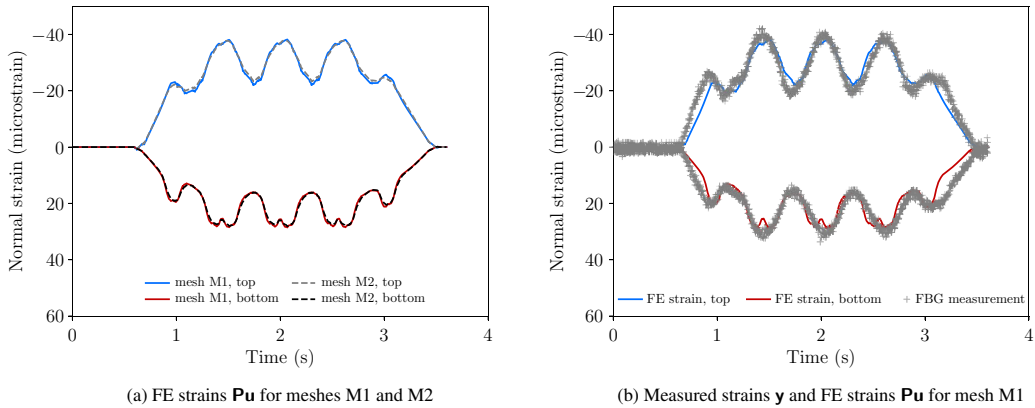 −40
−20
0
20
40
60
0
1
2
3
4
Normal strain (microstrain)
Time (s)
mesh M1, top
mesh M1, bottom
mesh M2, top
mesh M2, bottom
(a) FE strains Pu for meshes M1 and M2
−40
−20
0
20
40
60
0
1
2
3
4
Normal strain (microstrain)
Time (s)
FE strain, top
FE strain, bottom
FBG measurement
(b) Measured strains y and FE strains Pu for mesh M1